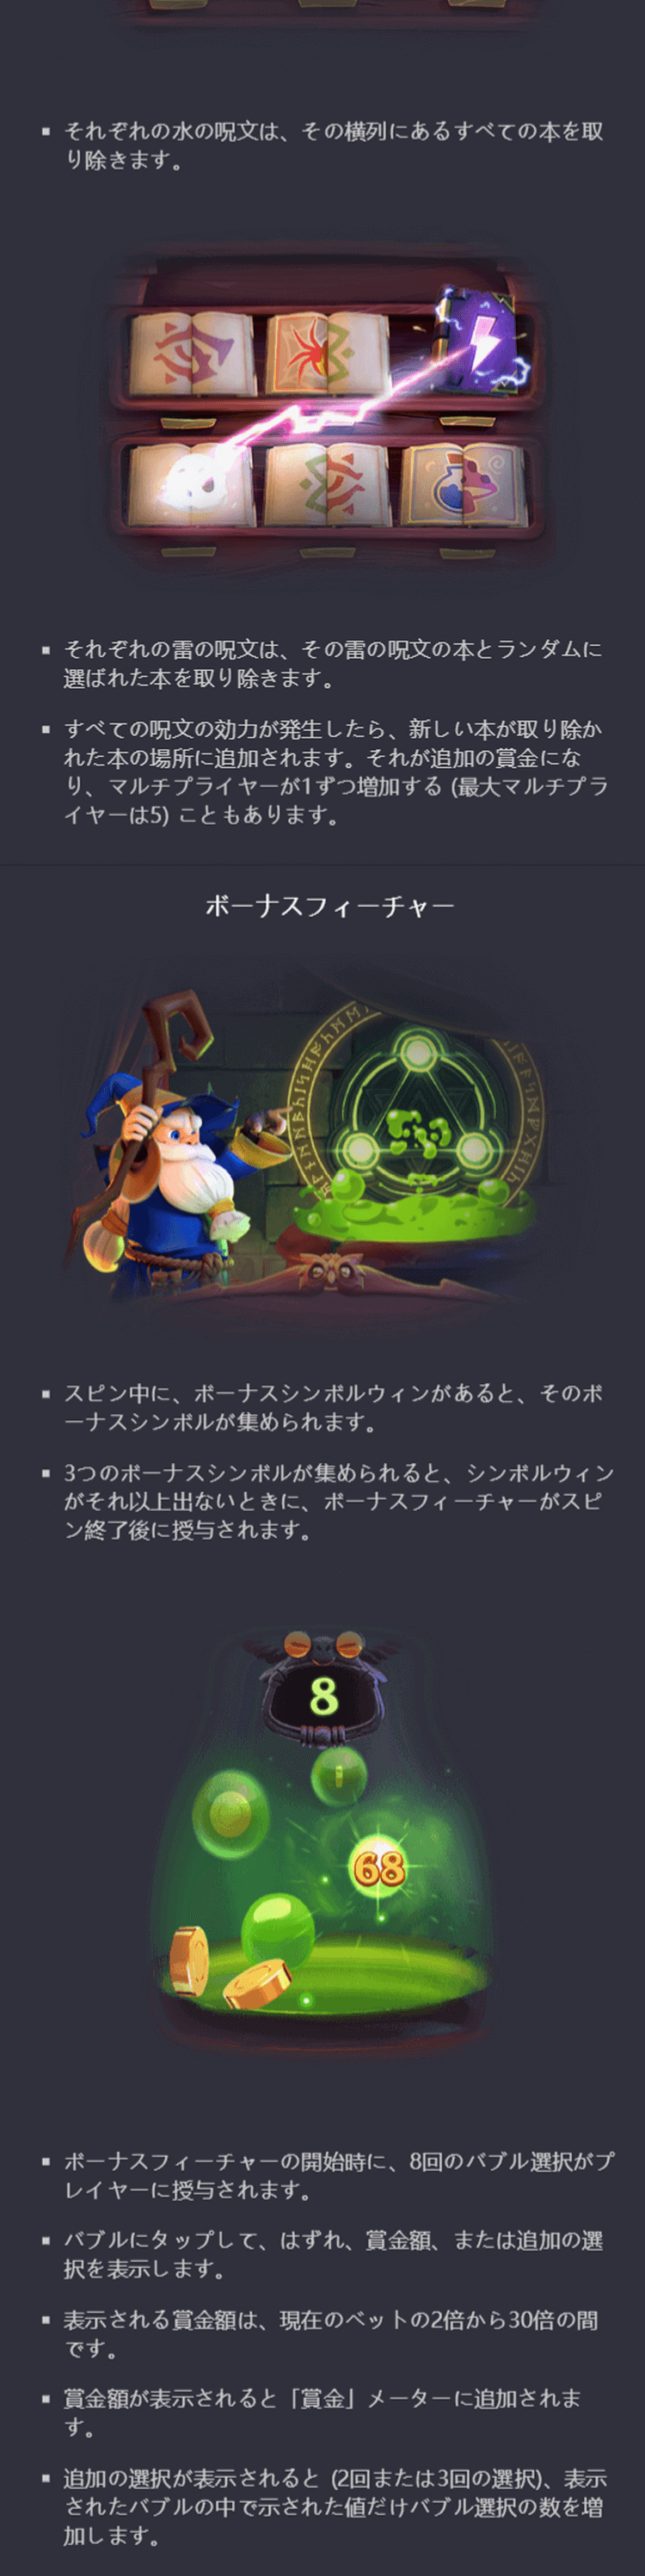 ▪ それぞれの水の呪文は、その横列にあるすべての本を取
り除きます。
▪ それぞれの雷の呪文は、その雷の呪文の本とランダムに
選ばれた本を取り除きます。
▪ すべての呪文の効力が発生したら、新しい本が取り除か
れた本の場所に追加されます。それが追加の賞金にな
り、マルチプライヤーが1ずつ増加する (最大マルチプラ
イヤーは5) こともあります。
ボーナスフィーチャー
▪ スピン中に、ボーナスシンボルウィンがあると、そのボ
ーナスシンボルが集められます。
▪ 3つのボーナスシンボルが集められると、シンボルウィン
がそれ以上出ないときに、ボーナスフィーチャーがスピ
ン終了後に授与されます。
8
68
▪ ボーナスフィーチャーの開始時に、8回のバブル選択がプ
レイヤーに授与されます。
▪ バブルにタップして、はずれ、賞金額、または追加の選
択を表示します。
▪ 表示される賞金額は、現在のベットの2倍から30倍の間
です。
▪ 賞金額が表示されると「賞金」メーターに追加されま
す。
▪ 追加の選択が表示されると (2回または3回の選択)、表示
されたバブルの中で示された値だけバブル選択の数を増
加します。